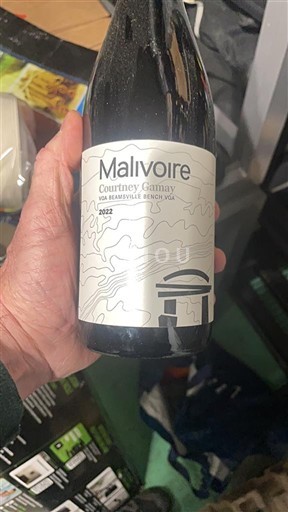 Malivoire
Courtney Gamay
VQA BEAMSVILLE BENCH VQA
2022
OU